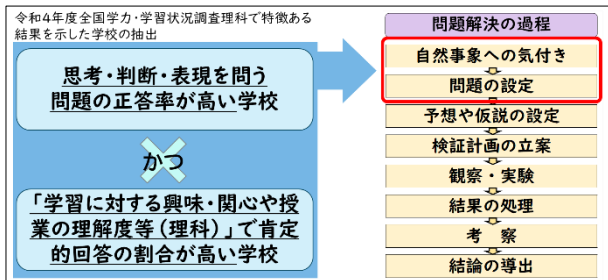 令和4年度全国学力・学習状況調査理科で特徴ある
結果を示した学校の抽出
思考・判断・表現を問う
問題の正答率が高い学校
かつ
「学習に対する興味・関心や授
業の理解度等(理科)」で肯定
的回答の割合が高い学校
問題解決の過程
自然事象への気付き
問題の設定
予想や仮説の設定
検証計画の立案
観察・実験
結果の処理
考　察
結論の導出